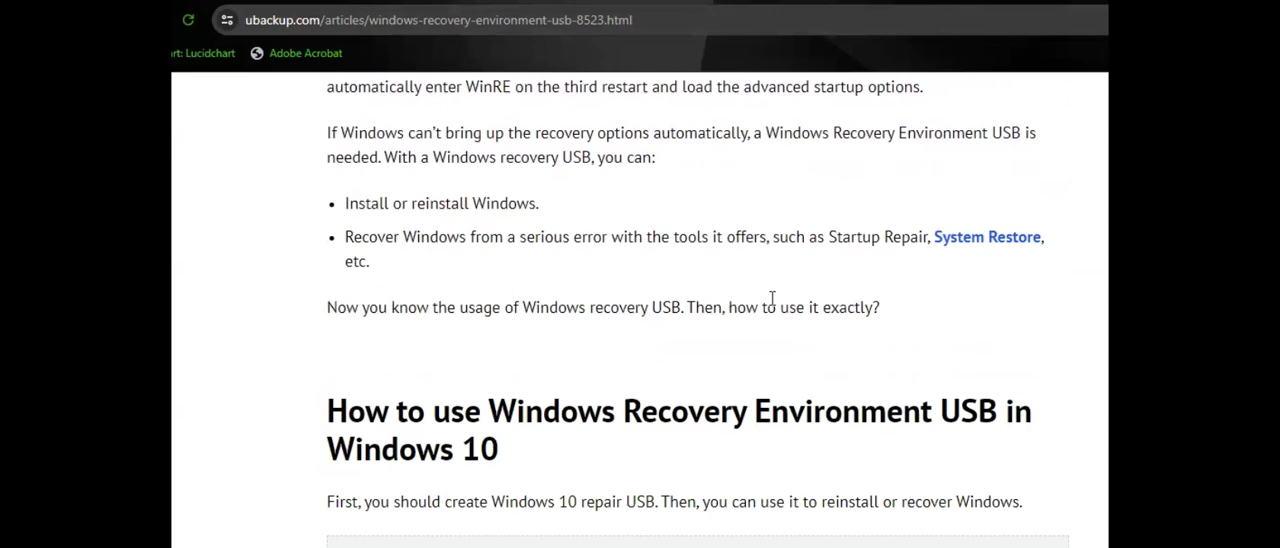 ubackup.com/articles/windows-recovery-environment-usb-8523.html
rt: Lucidchart Adobe Acrobat
automatically enter WinRE on the third restart and load the advanced startup options.
If Windows can’t bring up the recovery options automatically, a Windows Recovery Environment USB is
needed. With a Windows recovery USB, you can:
• Install or reinstall Windows.
• Recover Windows from a serious error with the tools it offers, such as Startup Repair, System Restore,
etc.
Now you know the usage of Windows recovery USB. Then, how to use it exactly?
How to use Windows Recovery Environment USB in
Windows 10
First, you should create Windows 10 repair USB. Then, you can use it to reinstall or recover Windows.